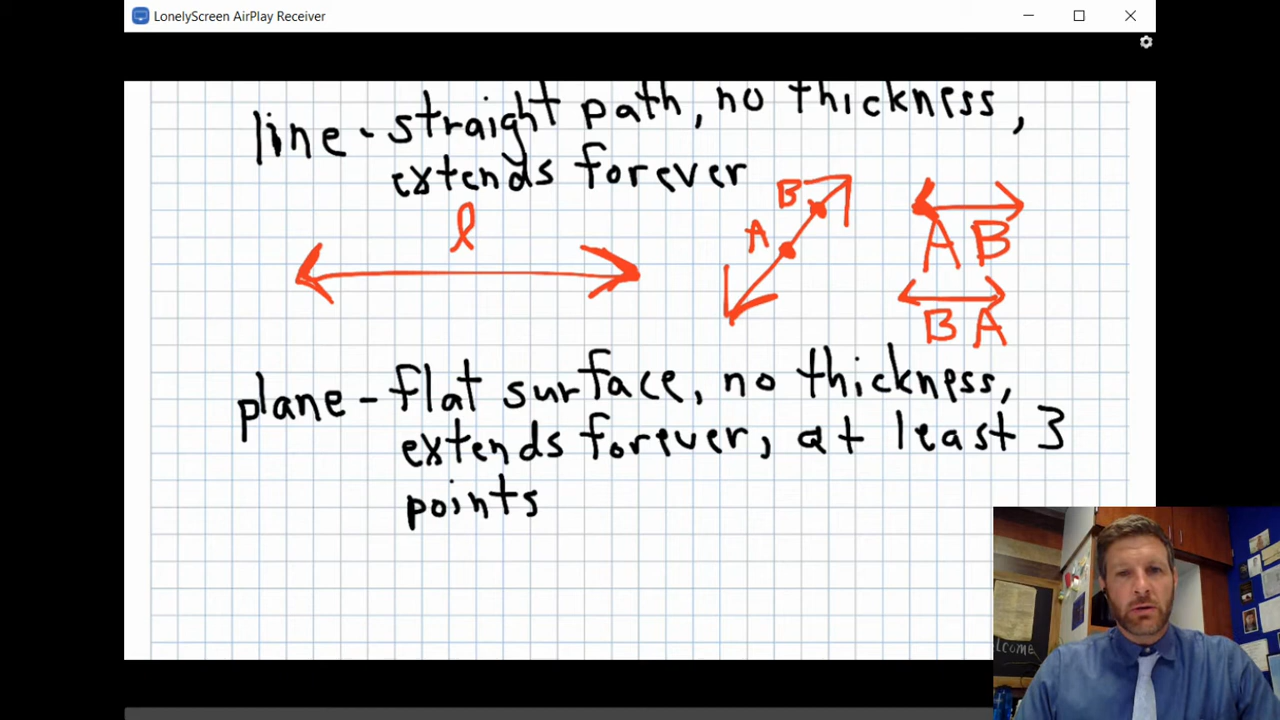 LonelyScreen AirPlay Receiver
line - straight path, no thickness,
extends forever
l
B
A
A B
B A
plane - flat surface, no thickness,
extends forever, at least 3
points
lcome